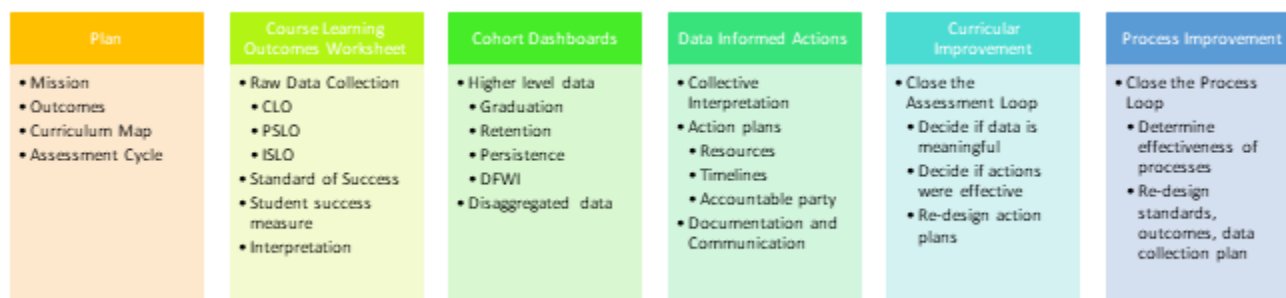 Plan
• Mission
• Outcomes
• Curriculum Map
• Assessment Cycle
Course Learning
Outcomes Worksheet
• Raw Data Collection
• CLO
• PSLO
• ISLO
• Standard of Success
• Student success
measure
• Interpretation
Cohort Dashboards
• Higher level data
• Graduation
• Retention
• Persistence
• DFWI
• Disaggregated data
Data Informed Actions
• Collective
Interpretation
• Action plans
• Resources
• Timelines
• Accountable party
• Documentation and
Communication
Curricular
Improvement
• Close the
Assessment Loop
• Decide if data is
meaningful
• Decide if actions
were effective
• Re-design action
plans
Process Improvement
• Close the Process
Loop
• Determine
effectiveness of
processes
• Re-design
standards,
outcomes, data
collection plan